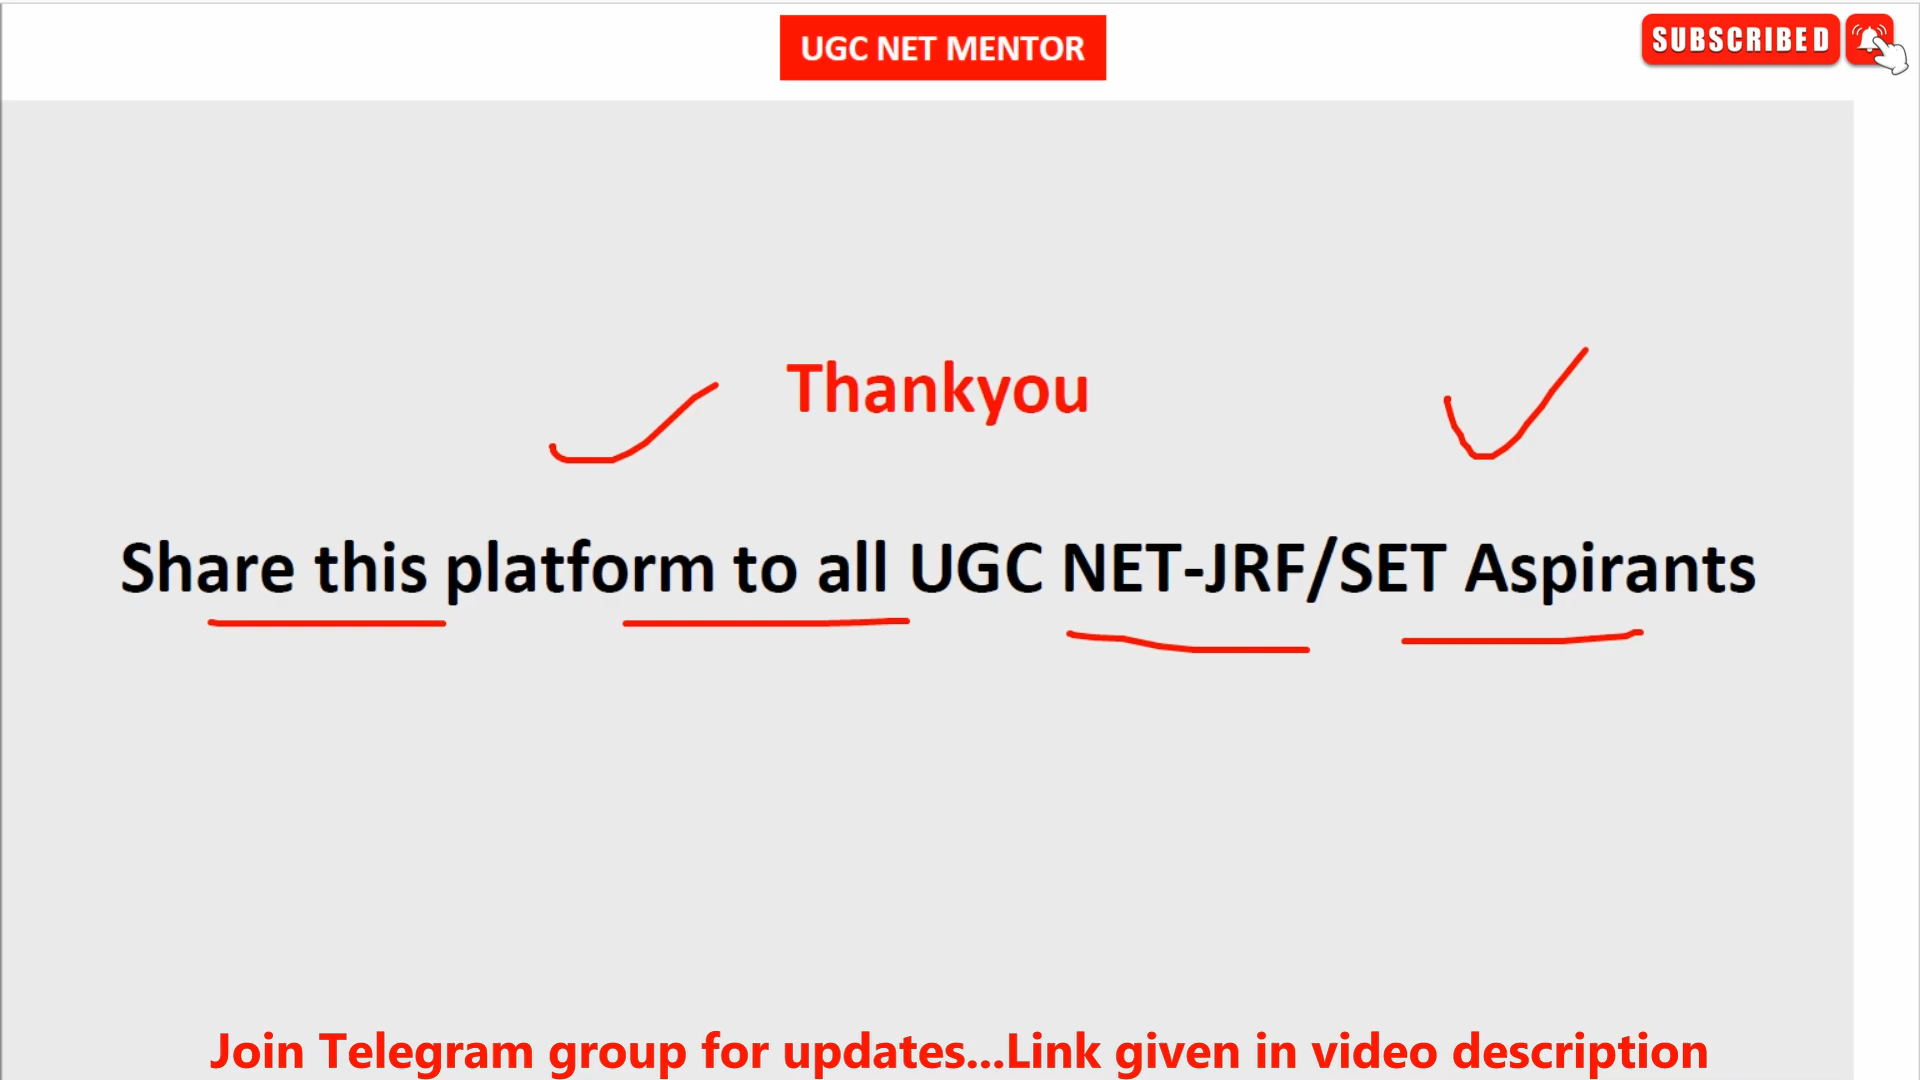 UGC NET MENTOR
SUBSCRIBED
Thankyou
Share this platform to all UGC NET-JRF/SET Aspirants
Join Telegram group for updates...Link given in video description